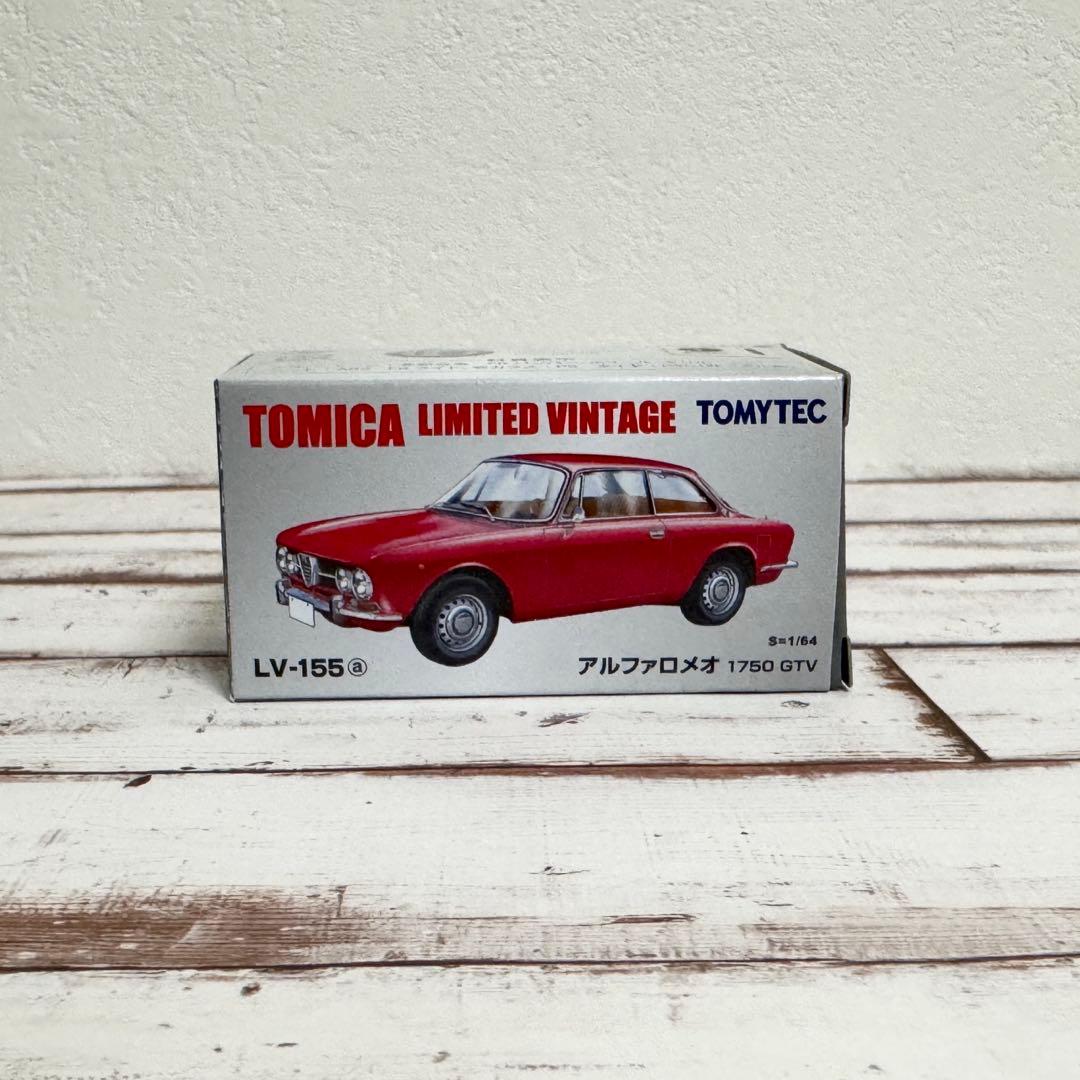 TOMICA LIMITED VINTAGE TOMYTEC
S=1/64
LV-155ⓐ アルファロメオ 1750 GTV